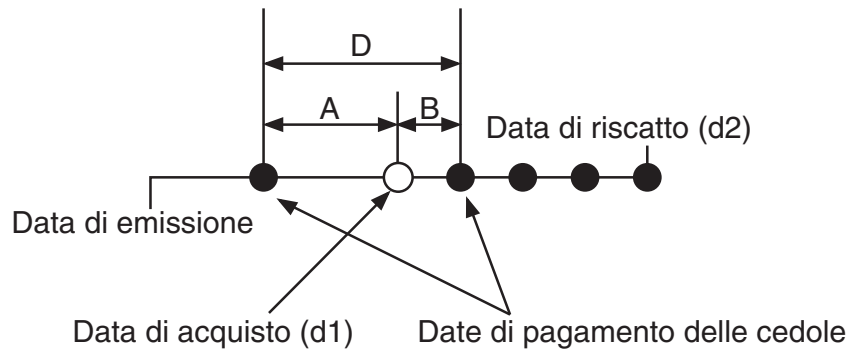 D
A
B
Data di riscatto (d2)
Data di emissione
Data di acquisto (d1)
Date di pagamento delle cedole